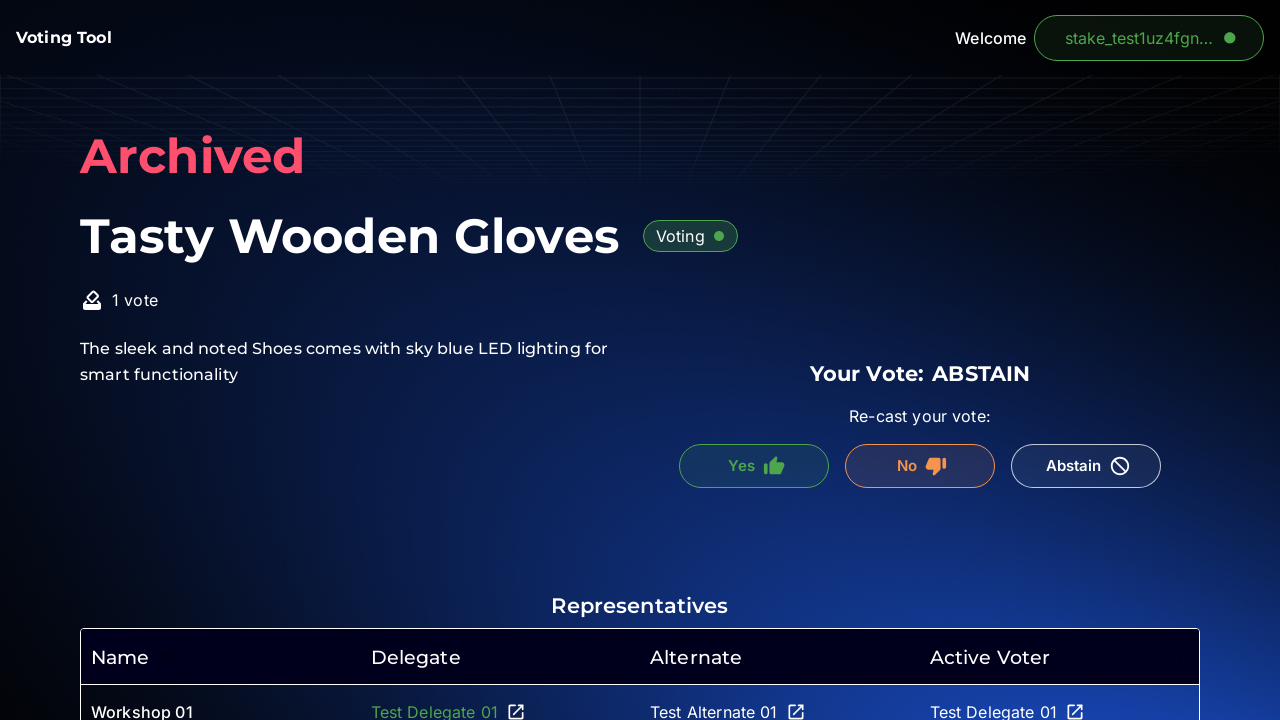 Voting Tool
Welcome
stake_test1uz4fgn...
Archived
Tasty Wooden Gloves
Voting
1 vote
The sleek and noted Shoes comes with sky blue LED lighting for
smart functionality
Your Vote: ABSTAIN
Re-cast your vote:
Yes
No
Abstain
Representatives
Name Delegate Alternate Active Voter
Workshop 01 Test Delegate 01 Test Alternate 01 Test Delegate 01